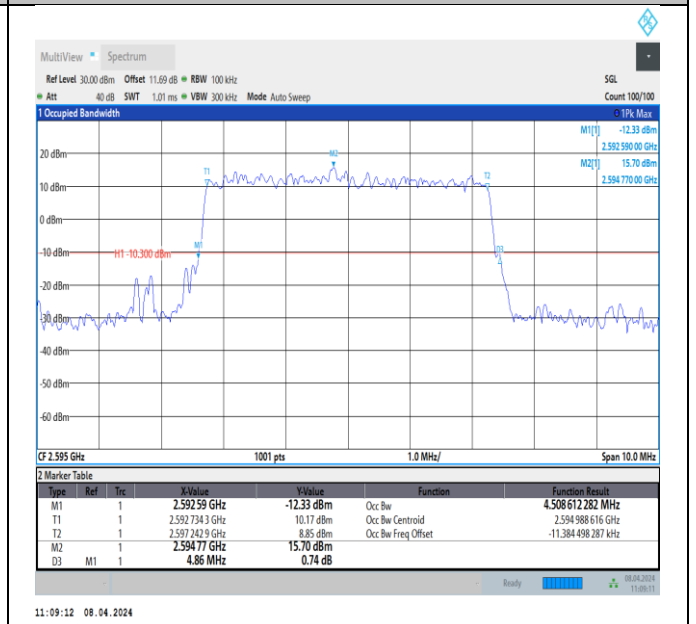 MultiView Spectrum
Ref Level 30.00 dBm Offset 11.69 dB RBW 100 kHz SGL
Att 40 dB SWT 1.01 ms VBW 300 kHz Mode Auto Sweep Count 100/100
1 Occupied Bandwidth 1Pk Max
M1[1] -12.33 dBm
2.592 590 00 GHz
M2[1] 15.70 dBm
2.594 770 00 GHz
20 dBm
M2
T1
T2
10 dBm
0 dBm
M1
D3
-10 dBm
H1 -10.300 dBm
-20 dBm
-30 dBm
-40 dBm
-50 dBm
-60 dBm
CF 2.595 GHz 1001 pts 1.0 MHz/ Span 10.0 MHz
2 Marker Table
Type Ref Trc X-Value Y-Value Function Function Result
M1 1 2.592 59 GHz -12.33 dBm Occ Bw 4.508 612 282 MHz
T1 1 2.592 734 3 GHz 10.17 dBm Occ Bw Centroid 2.594 988 616 GHz
T2 1 2.597 242 9 GHz 8.85 dBm Occ Bw Freq Offset -11.384 498 287 kHz
M2 1 2.594 77 GHz 15.70 dBm
D3 M1 1 4.86 MHz 0.74 dB
Ready 08.04.2024
11:09:11
11:09:12 08.04.2024